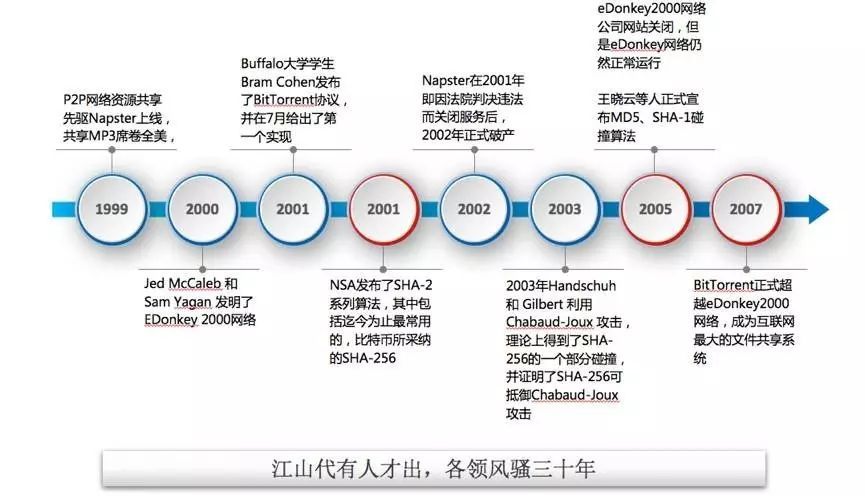 P2P网络资源共享
先驱Napster上线，
共享MP3席卷全美，
Buffalo大学学生
Bram Cohen发布
了BitTorrent协议，
并在7月给出了第
一个实现
Napster在2001年
即因法院判决违法
而关闭服务后，
2002年正式破产
eDonkey2000网络
公司网站关闭，但
是eDonkey网络仍
然正常运行
王晓云等人正式宣
布MD5、SHA-1碰
撞算法
1999
2000
2001
2001
2002
2003
2005
2007
Jed McCaleb 和
Sam Yagan 发明了
EDonkey 2000网络
NSA发布了SHA-2
系列算法，其中包
括迄今为止最常用
的，比特币所采纳
的SHA-256
2003年Handschuh
和 Gilbert 利用
Chabaud-Joux 攻击，
理论上得到了SHA-
256的一个部分碰撞，
并证明了SHA-256可
抵御Chabaud-Joux
攻击
BitTorrent正式超
越eDonkey2000
网络，成为互联网
最大的文件共享系
统
江山代有人才出，各领风骚三十年